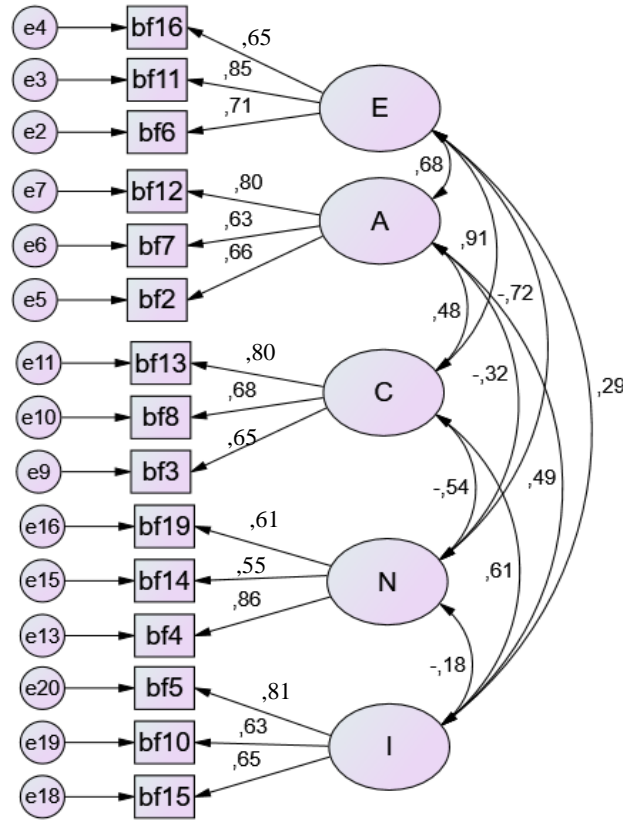 e4 bf16 ,65
e3 bf11 ,85
e2 bf6 ,71
E
,68
e7 bf12 ,80
e6 bf7 ,63
e5 bf2 ,66
A
,91
-,72
,48
e11 bf13 ,80
e10 bf8 ,68
e9 bf3 ,65
C
-,32
,29
-,54
,49
e16 bf19 ,61
e15 bf14 ,55
e13 bf4 ,86
N
,61
-,18
e20 bf5 ,81
e19 bf10 ,63
e18 bf15 ,65
I